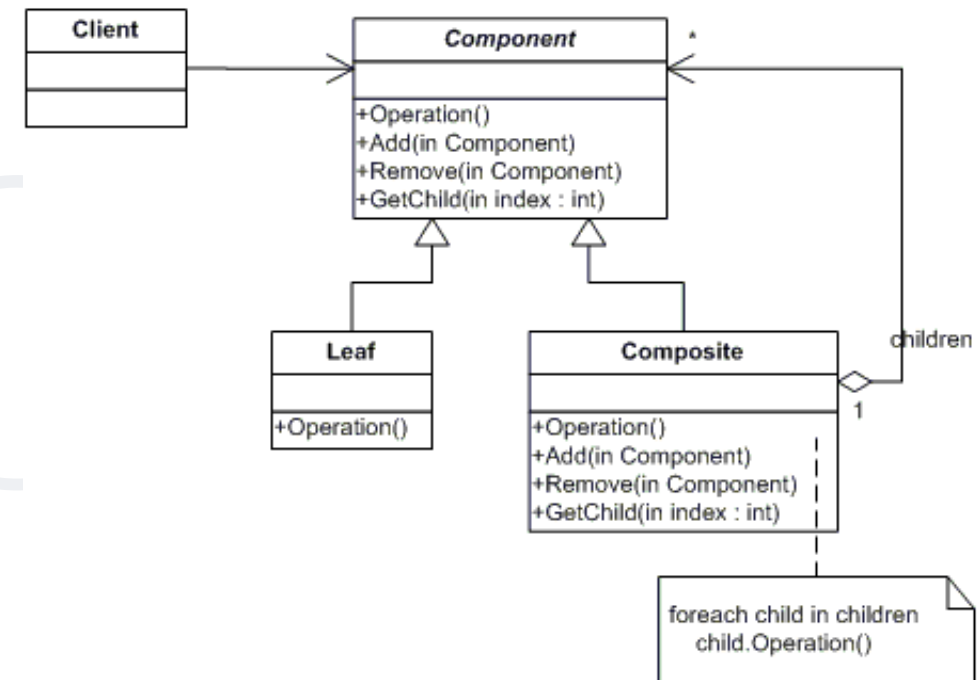 Client
Component
*
+Operation()
+Add(in Component)
+Remove(in Component)
+GetChild(in index : int)
Leaf
+Operation()
Composite
children
1
+Operation()
+Add(in Component)
+Remove(in Component)
+GetChild(in index : int)
foreach child in children
child.Operation()